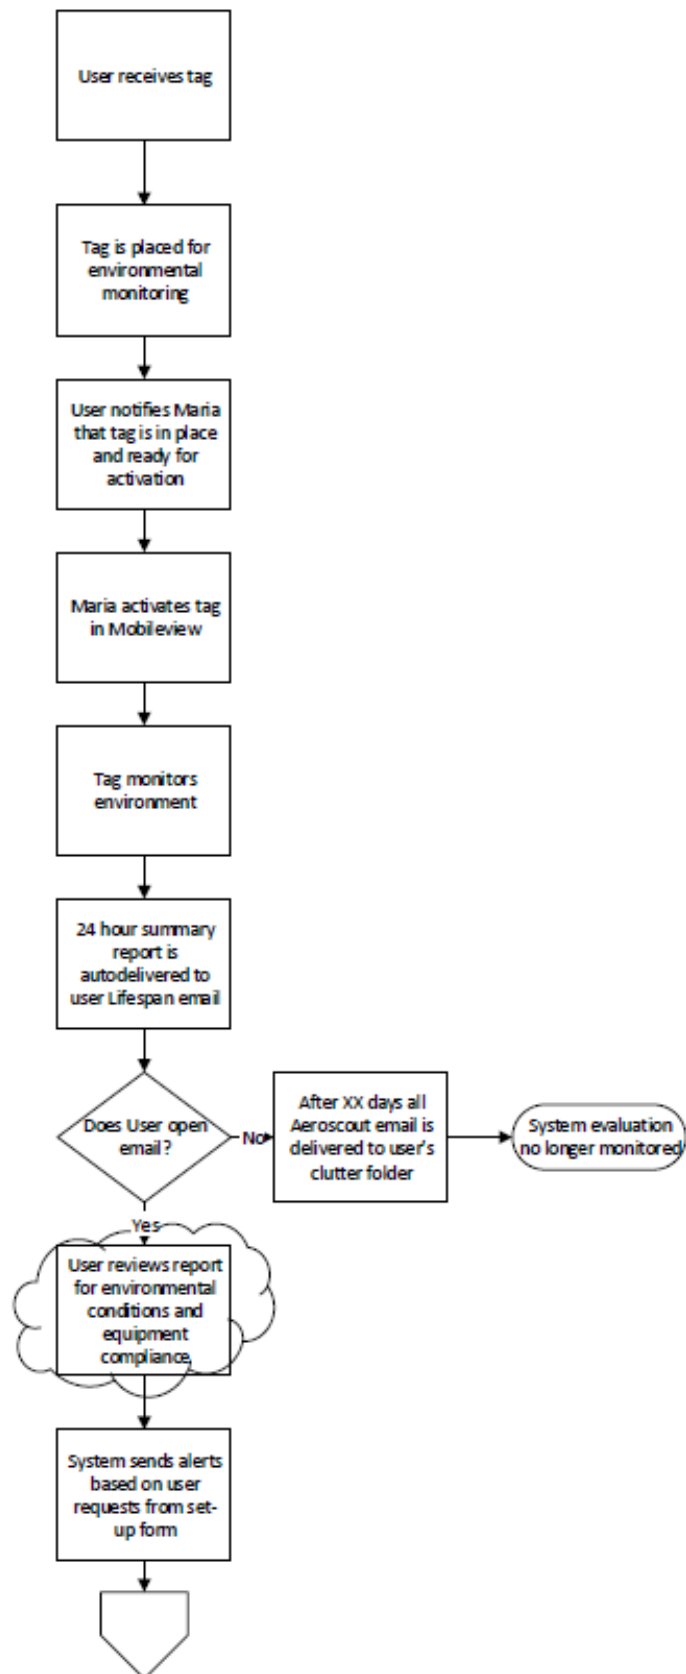 User receives tag
Tag is placed for
environmental
monitoring
User notifies Maria
that tag is in place
and ready for
activation
Maria activates tag
in Mobileview
Tag monitors
environment
24 hour summary
report is
autodelivered to
user Lifespan email
Does User open
email?
No
After XX days all
Aeroscout email is
delivered to user's
clutter folder
System evaluation
no longer monitored
Yes
User reviews report
for environmental
conditions and
equipment
compliance
System sends alerts
based on user
requests from set-
up form